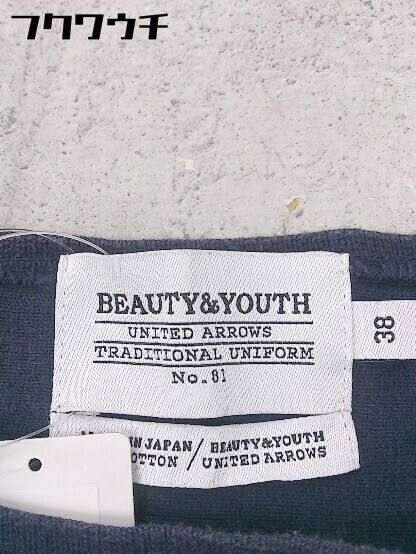 フクワウチ
BEAUTY&YOUTH
UNITED ARROWS
TRADITIONAL UNIFORM
No.81
38
IN JAPAN / BEAUTY&YOUTH
COTTON / UNITED ARROWS